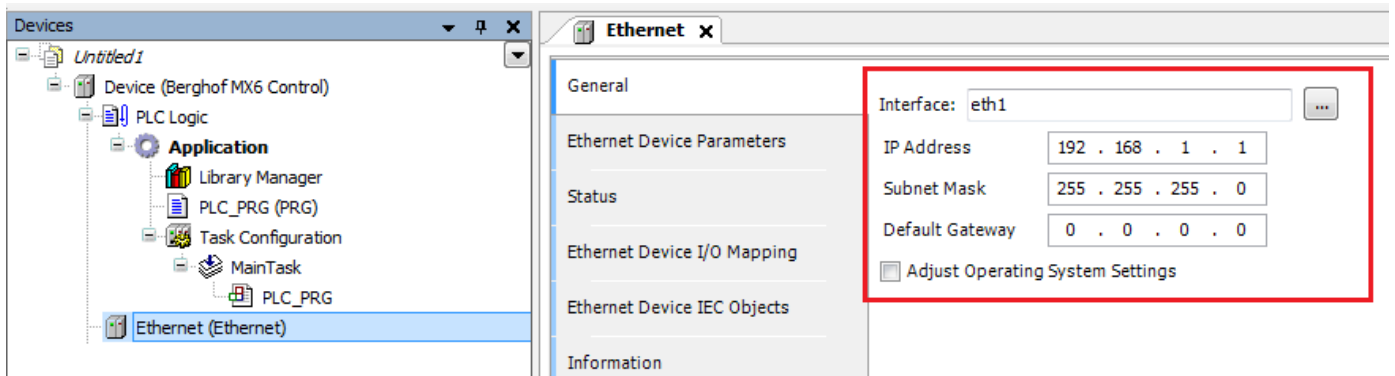 Devices
Untitled1
Device (Berghof MX6 Control)
PLC Logic
Application
Library Manager
PLC_PRG (PRG)
Task Configuration
MainTask
PLC_PRG
Ethernet (Ethernet)
Ethernet
General
Ethernet Device Parameters
Status
Ethernet Device I/O Mapping
Ethernet Device IEC Objects
Information
Interface: eth1 ...
IP Address 192 . 168 . 1 . 1
Subnet Mask 255 . 255 . 255 . 0
Default Gateway 0 . 0 . 0 . 0
Adjust Operating System Settings